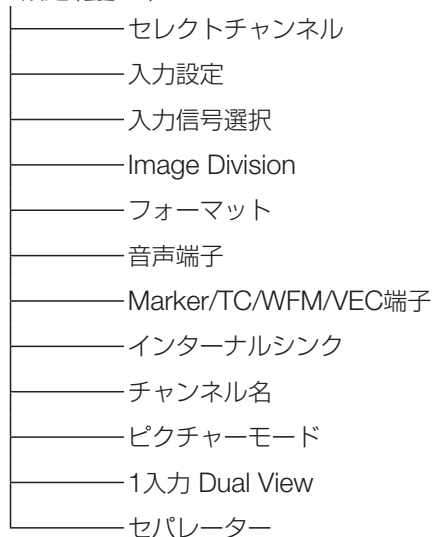 セレクトチャンネル
入力設定
入力信号選択
Image Division
フォーマット
音声端子
Marker/TC/WFM/VEC端子
インターナルシンク
チャンネル名
ピクチャーモード
1入力 Dual View
セパレーター